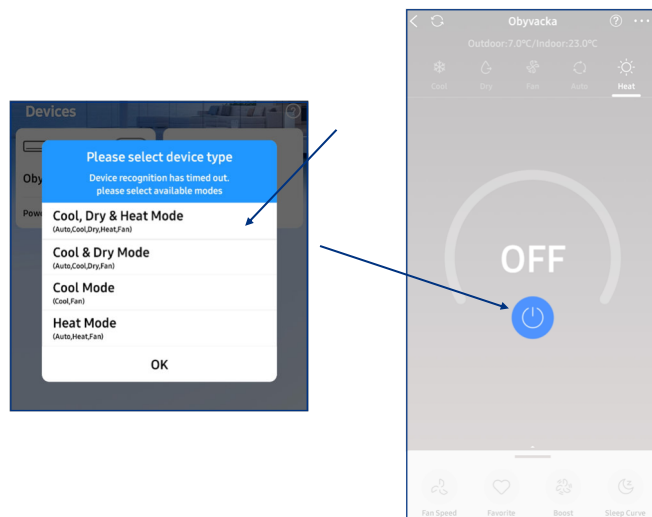 Devices
Oby
Powe
Please select device type
Device recognition has timed out.
please select available modes
Cool, Dry & Heat Mode
(Auto,Cool,Dry,Heat,Fan)
Cool & Dry Mode
(Auto,Cool,Dry,Fan)
Cool Mode
(Cool,Fan)
Heat Mode
(Auto,Heat,Fan)
OK
Obyvacka
Outdoor:7.0℃/Indoor:23.0℃
Cool Dry Fan Auto Heat
OFF
Fan Speed Favorite Boost Sleep Curve